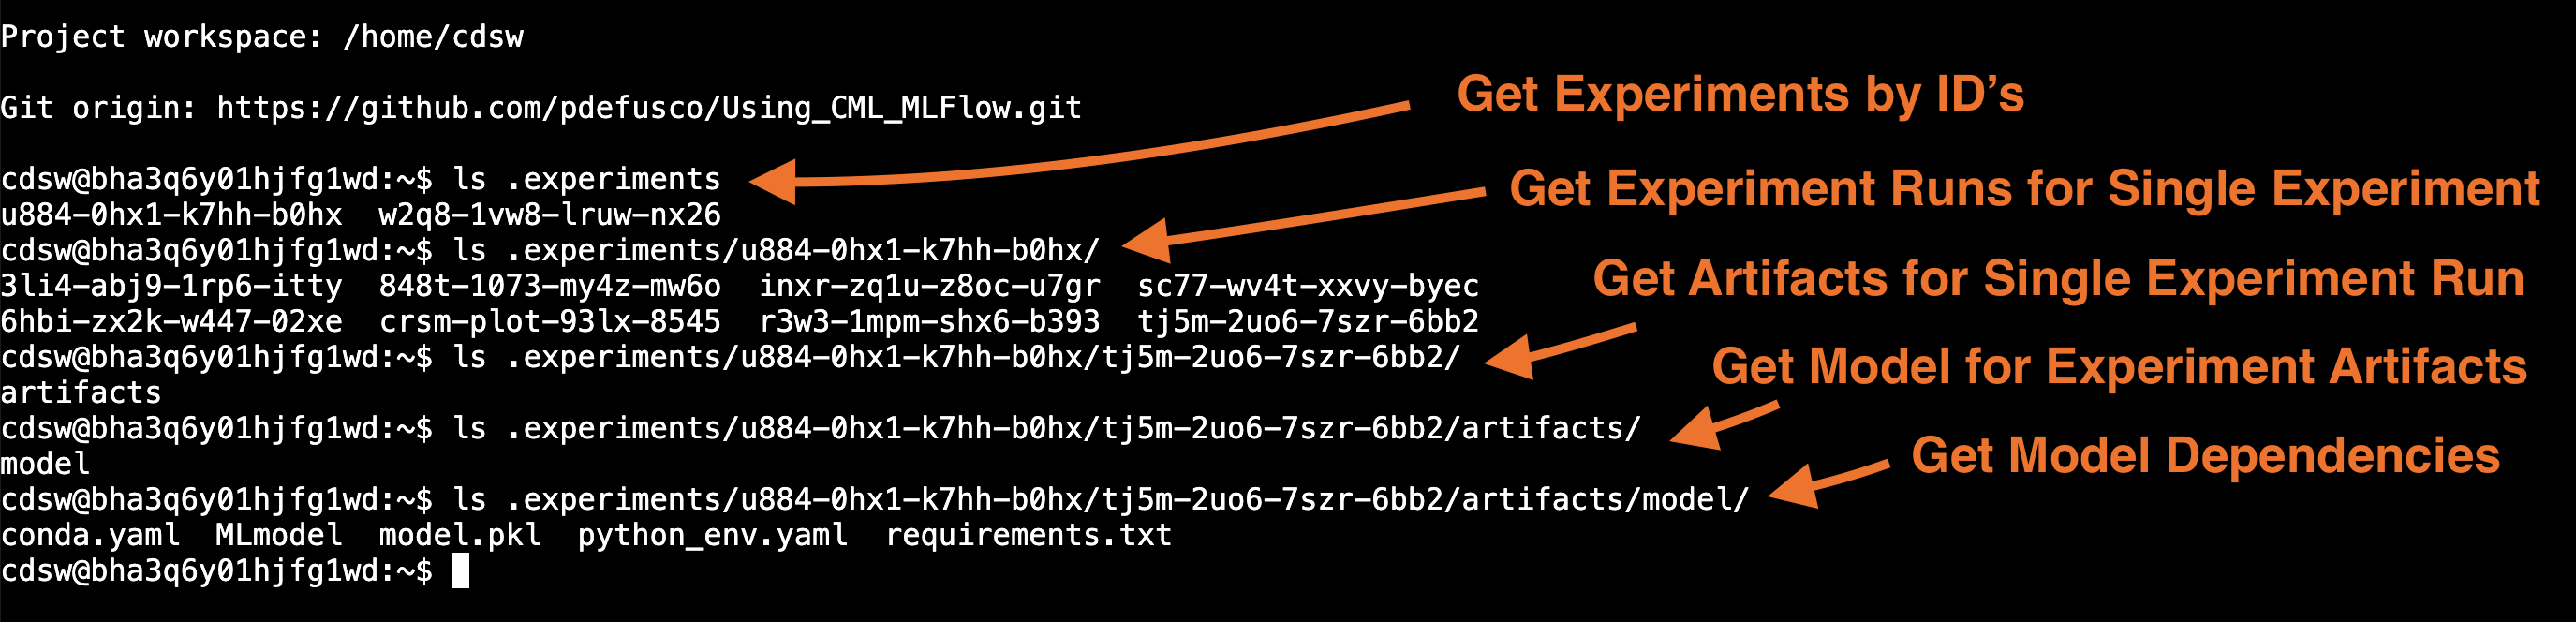 Project workspace: /home/cdsw
Git origin: https://github.com/pdefusco/Using_CML_MLFlow.git
Get Experiments by ID’s
cdsw@bha3q6y01hjfg1wd:~$ ls .experiments
Get Experiment Runs for Single Experiment
u884-0hx1-k7hh-b0hx  w2q8-1vw8-lruw-nx26
cdsw@bha3q6y01hjfg1wd:~$ ls .experiments/u884-0hx1-k7hh-b0hx/
3li4-abj9-1rp6-itty  848t-1073-my4z-mw6o  inxr-zq1u-z8oc-u7gr  sc77-wv4t-xxvy-byec
Get Artifacts for Single Experiment Run
6hbi-zx2k-w447-02xe  crsm-plot-93lx-8545  r3w3-1mpm-shx6-b393  tj5m-2uo6-7szr-6bb2
cdsw@bha3q6y01hjfg1wd:~$ ls .experiments/u884-0hx1-k7hh-b0hx/tj5m-2uo6-7szr-6bb2/
Get Model for Experiment Artifacts
artifacts
cdsw@bha3q6y01hjfg1wd:~$ ls .experiments/u884-0hx1-k7hh-b0hx/tj5m-2uo6-7szr-6bb2/artifacts/
Get Model Dependencies
model
cdsw@bha3q6y01hjfg1wd:~$ ls .experiments/u884-0hx1-k7hh-b0hx/tj5m-2uo6-7szr-6bb2/artifacts/model/
conda.yaml  MLmodel  model.pkl  python_env.yaml  requirements.txt
cdsw@bha3q6y01hjfg1wd:~$